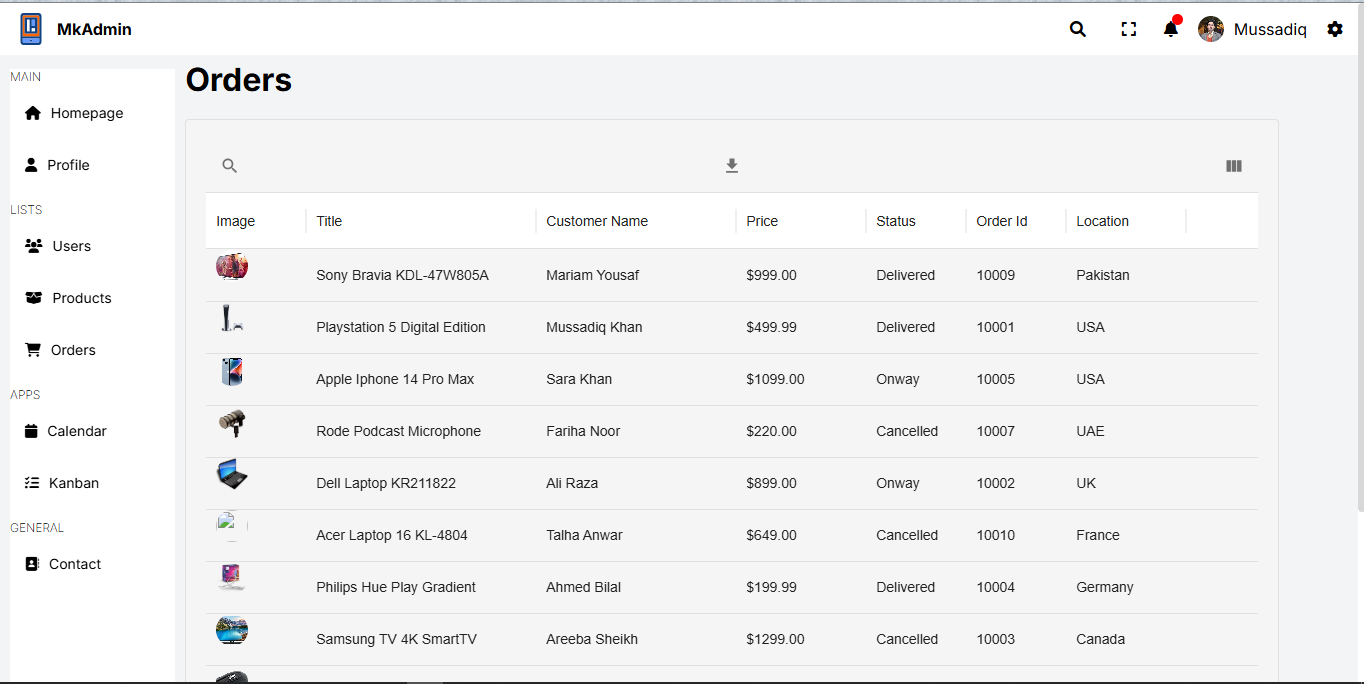 MkAdmin
Mussadiq
MAIN
Homepage
Profile
LISTS
Users
Products
Orders
APPS
Calendar
Kanban
GENERAL
Contact
Orders
Image Title Customer Name Price Status Order Id Location
Sony Bravia KDL-47W805A Mariam Yousaf $999.00 Delivered 10009 Pakistan
Playstation 5 Digital Edition Mussadiq Khan $499.99 Delivered 10001 USA
Apple Iphone 14 Pro Max Sara Khan $1099.00 Onway 10005 USA
Rode Podcast Microphone Fariha Noor $220.00 Cancelled 10007 UAE
Dell Laptop KR211822 Ali Raza $899.00 Onway 10002 UK
Acer Laptop 16 KL-4804 Talha Anwar $649.00 Cancelled 10010 France
Philips Hue Play Gradient Ahmed Bilal $199.99 Delivered 10004 Germany
Samsung TV 4K SmartTV Areeba Sheikh $1299.00 Cancelled 10003 Canada